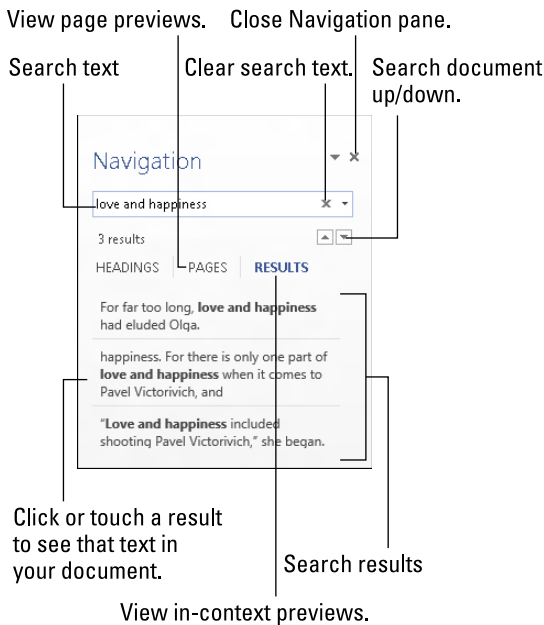 View page previews. Close Navigation pane.
Search text Clear search text. Search document
up/down.
Navigation
love and happiness
3 results
HEADINGS PAGES RESULTS
For far too long, love and happiness
had eluded Olga.
happiness. For there is only one part of
love and happiness when it comes to
Pavel Victorivich, and
“Love and happiness included
shooting Pavel Victorivich,” she began.
Click or touch a result
to see that text in
your document.
Search results
View in-context previews.